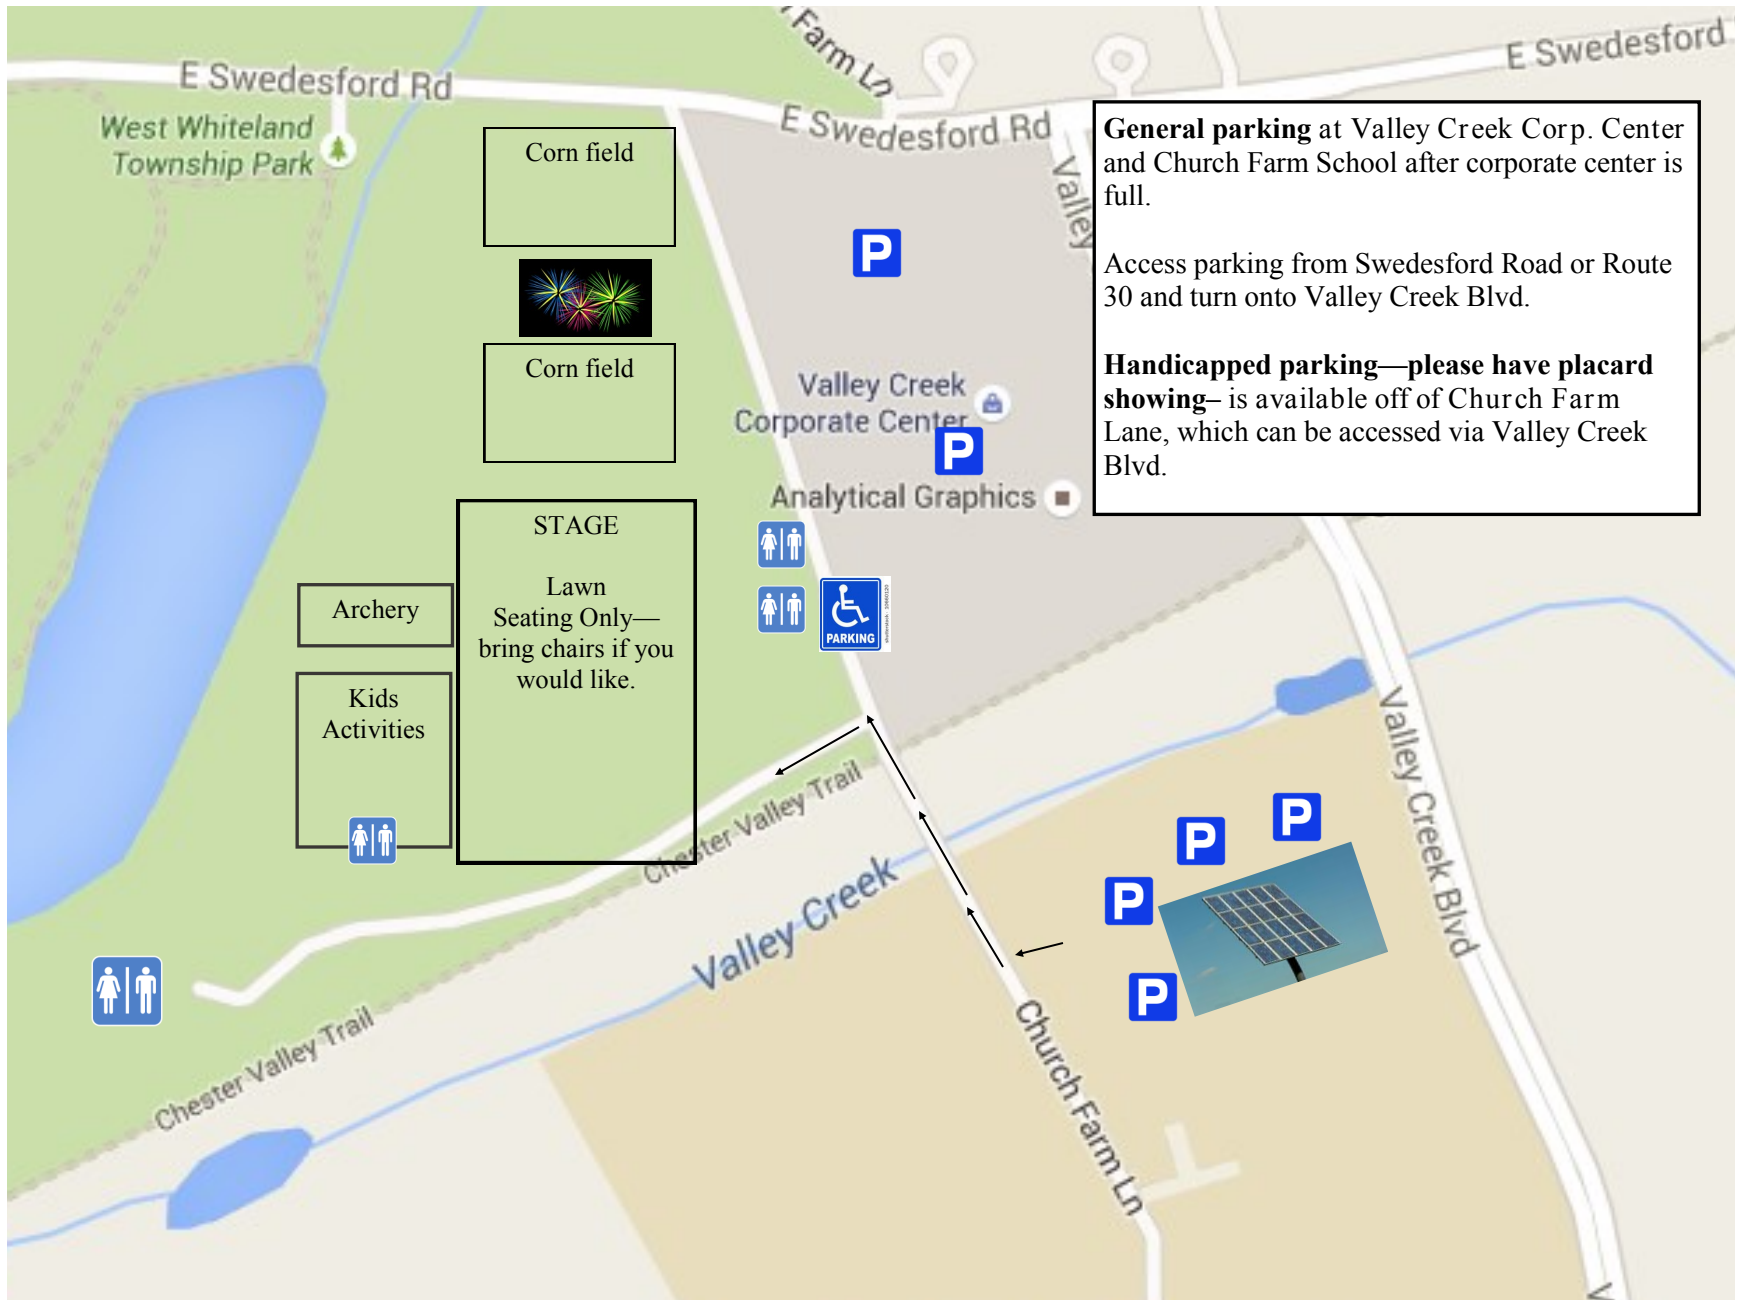 Farm Ln
E Swedesford Rd
E Swedesford
West Whiteland
Township Park
E Swedesford Rd
Valley
Corn field
General parking at Valley Creek Corp. Center
and Church Farm School after corporate center is
full.
Access parking from Swedesford Road or Route
30 and turn onto Valley Creek Blvd.
Handicapped parking—please have placard
showing– is available off of Church Farm
Lane, which can be accessed via Valley Creek
Blvd.
P
Corn field
Valley Creek
Corporate Center
P
Analytical Graphics
STAGE
Lawn
Seating Only—
bring chairs if you
would like.
Archery
PARKING
Kids
Activities
Chester Valley Trail
Valley Creek Blvd
P
P
P
P
Valley Creek
Chester Valley Trail
Church Farm Ln
V